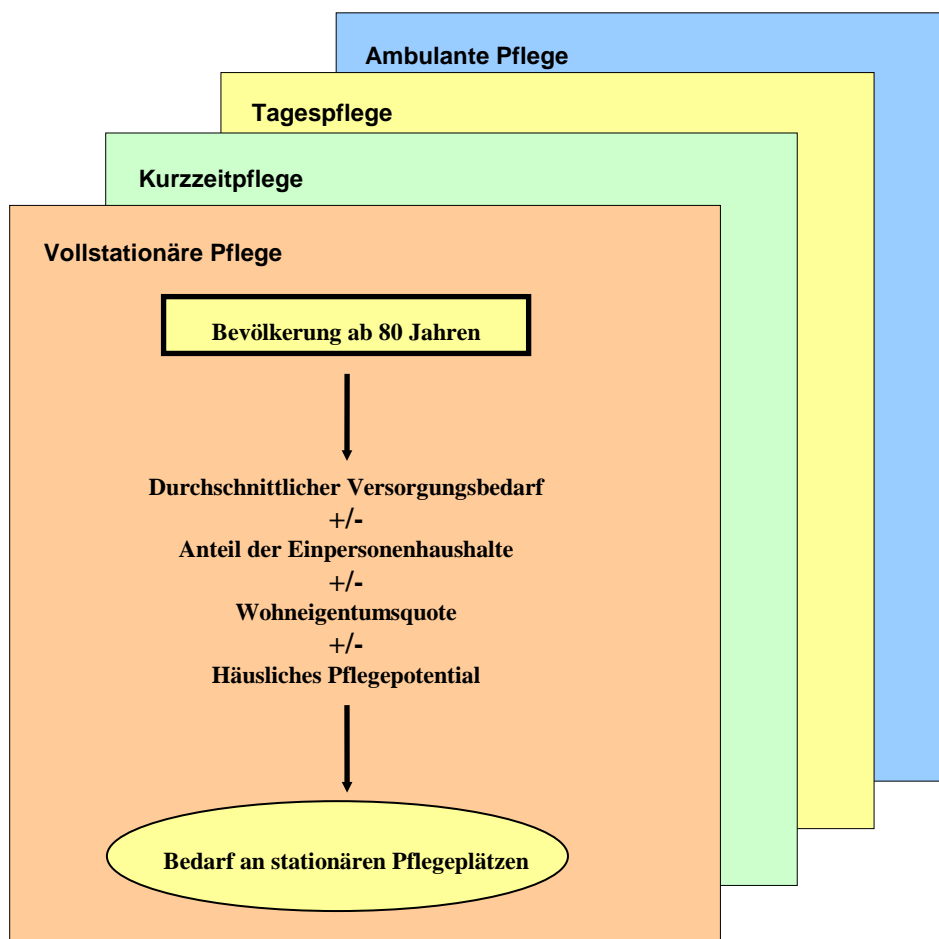 Ambulante Pflege
Tagespflege
Kurzzeitpflege
Vollstationäre Pflege
Bevölkerung ab 80 Jahren
Durchschnittlicher Versorgungsbedarf
+/-
Anteil der Einpersonenhaushalte
+/-
Wohneigentumsquote
+/-
Häusliches Pflegepotential
Bedarf an stationären Pflegeplätzen